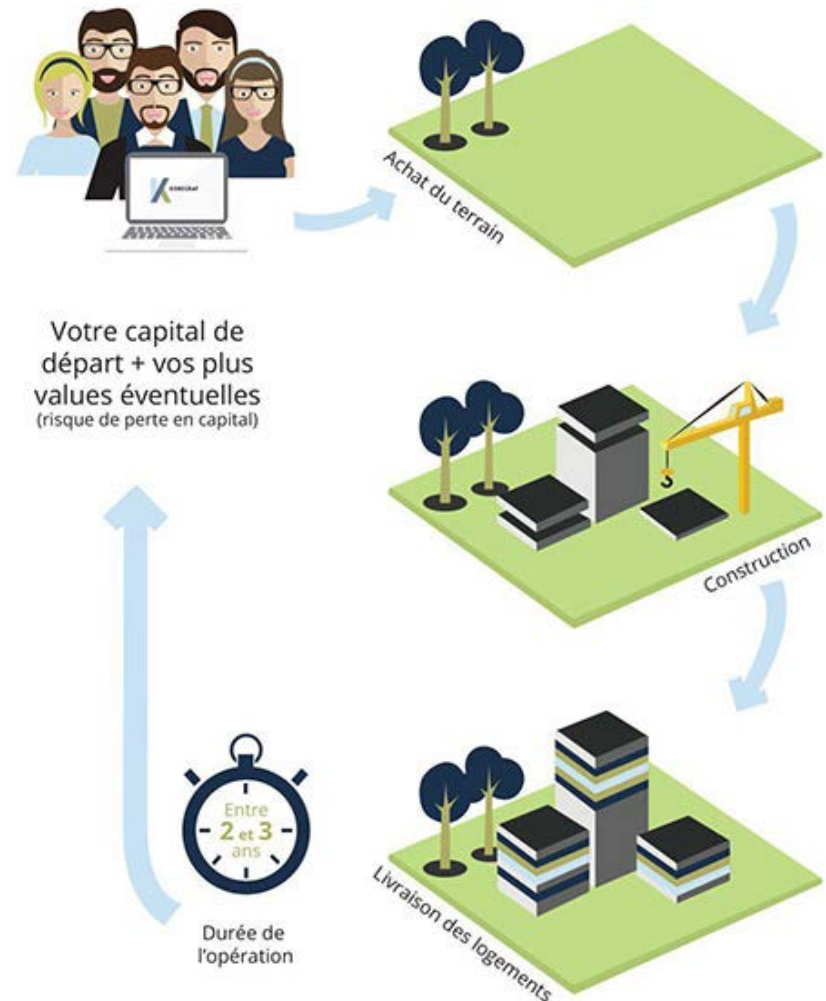 Achat du terrain
Votre capital de
départ + vos plus
values éventuelles
(risque de perte en capital)
Construction
Entre
2 et 3
ans
Durée de
l'opération
Livraison des logements